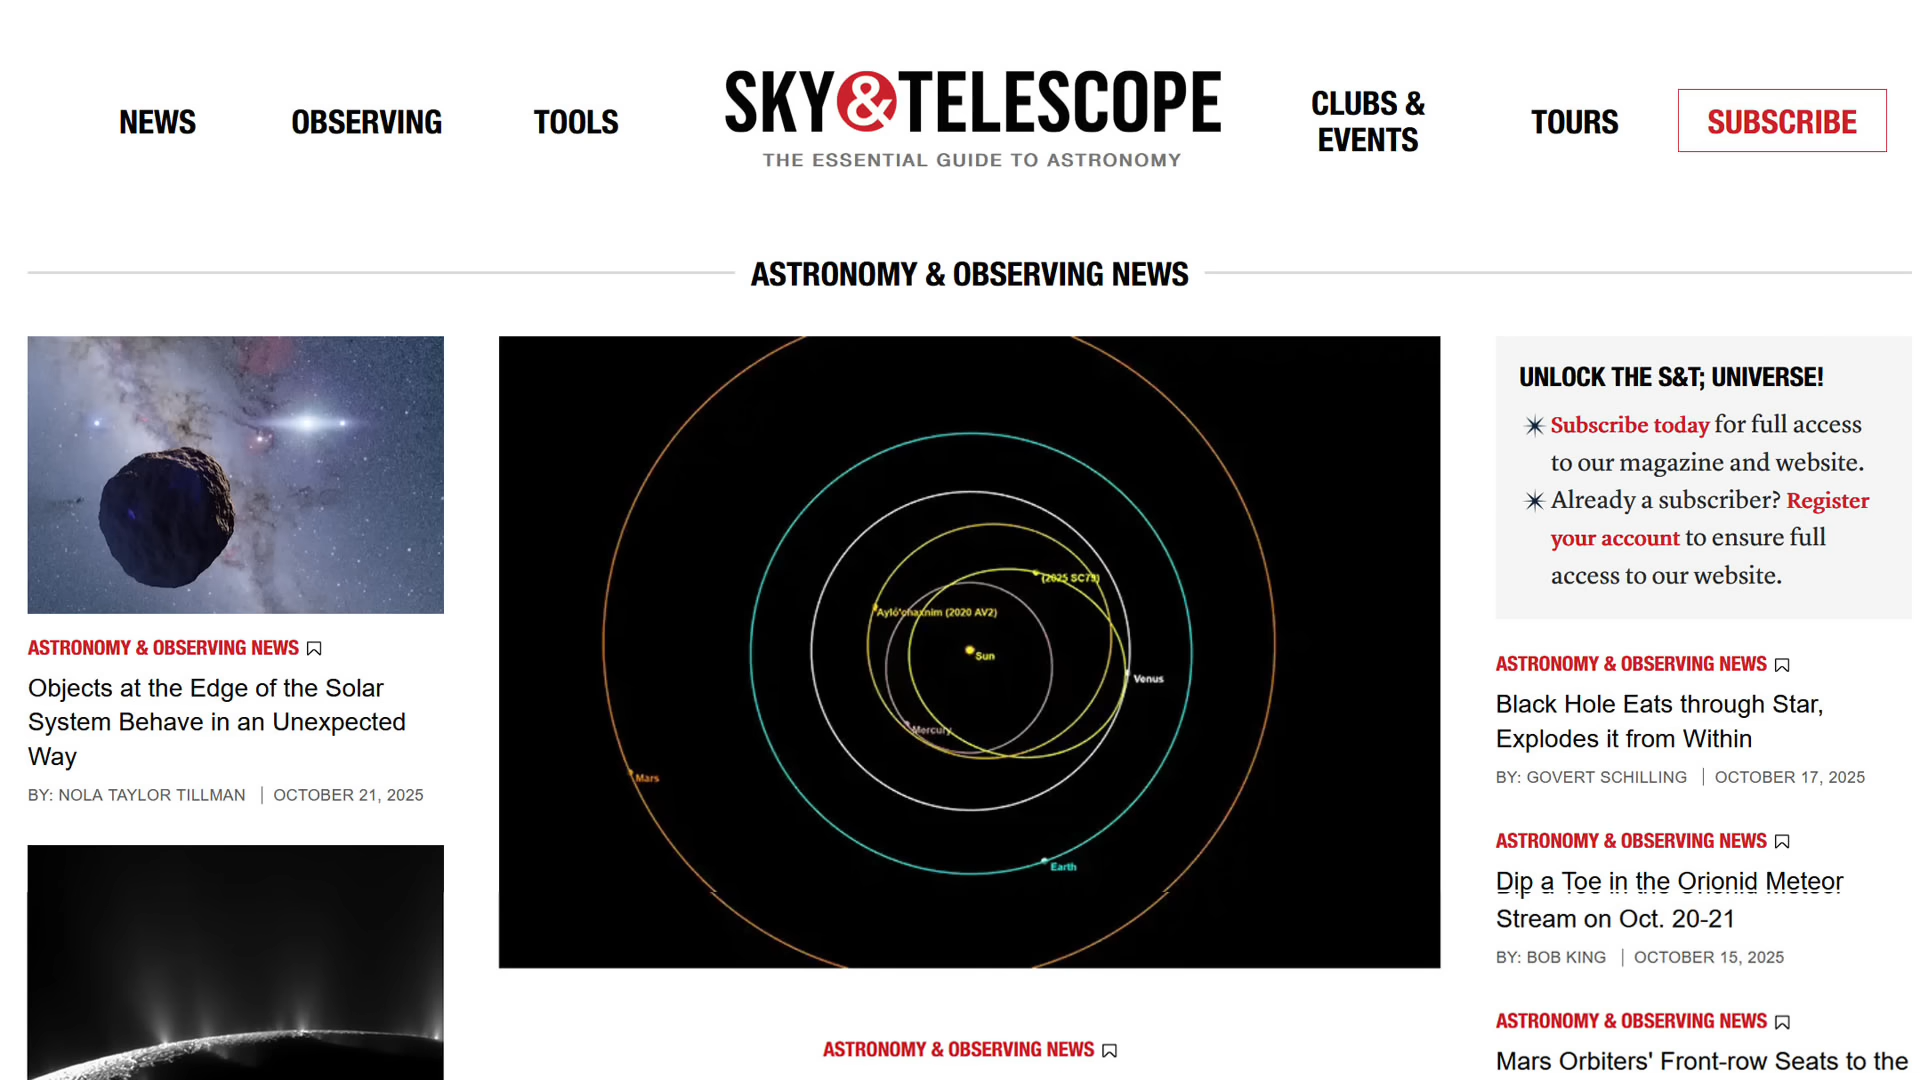 NEWS
OBSERVING
TOOLS
SKY&TELESCOPE
THE ESSENTIAL GUIDE TO ASTRONOMY
CLUBS &
EVENTS
TOURS
SUBSCRIBE
ASTRONOMY & OBSERVING NEWS
ASTRONOMY & OBSERVING NEWS
Objects at the Edge of the Solar
System Behave in an Unexpected
Way
BY: NOLA TAYLOR TILLMAN | OCTOBER 21, 2025
(2025 SC79)
Ayló'chaxnim (2020 AV2)
Sun
Venus
Mercury
Mars
Earth
ASTRONOMY & OBSERVING NEWS
UNLOCK THE S&T; UNIVERSE!
Subscribe today for full access
to our magazine and website.
Already a subscriber? Register
your account to ensure full
access to our website.
ASTRONOMY & OBSERVING NEWS
Black Hole Eats through Star,
Explodes it from Within
BY: GOVERT SCHILLING | OCTOBER 17, 2025
ASTRONOMY & OBSERVING NEWS
Dip a Toe in the Orionid Meteor
Stream on Oct. 20-21
BY: BOB KING | OCTOBER 15, 2025
ASTRONOMY & OBSERVING NEWS
Mars Orbiters' Front-row Seats to the